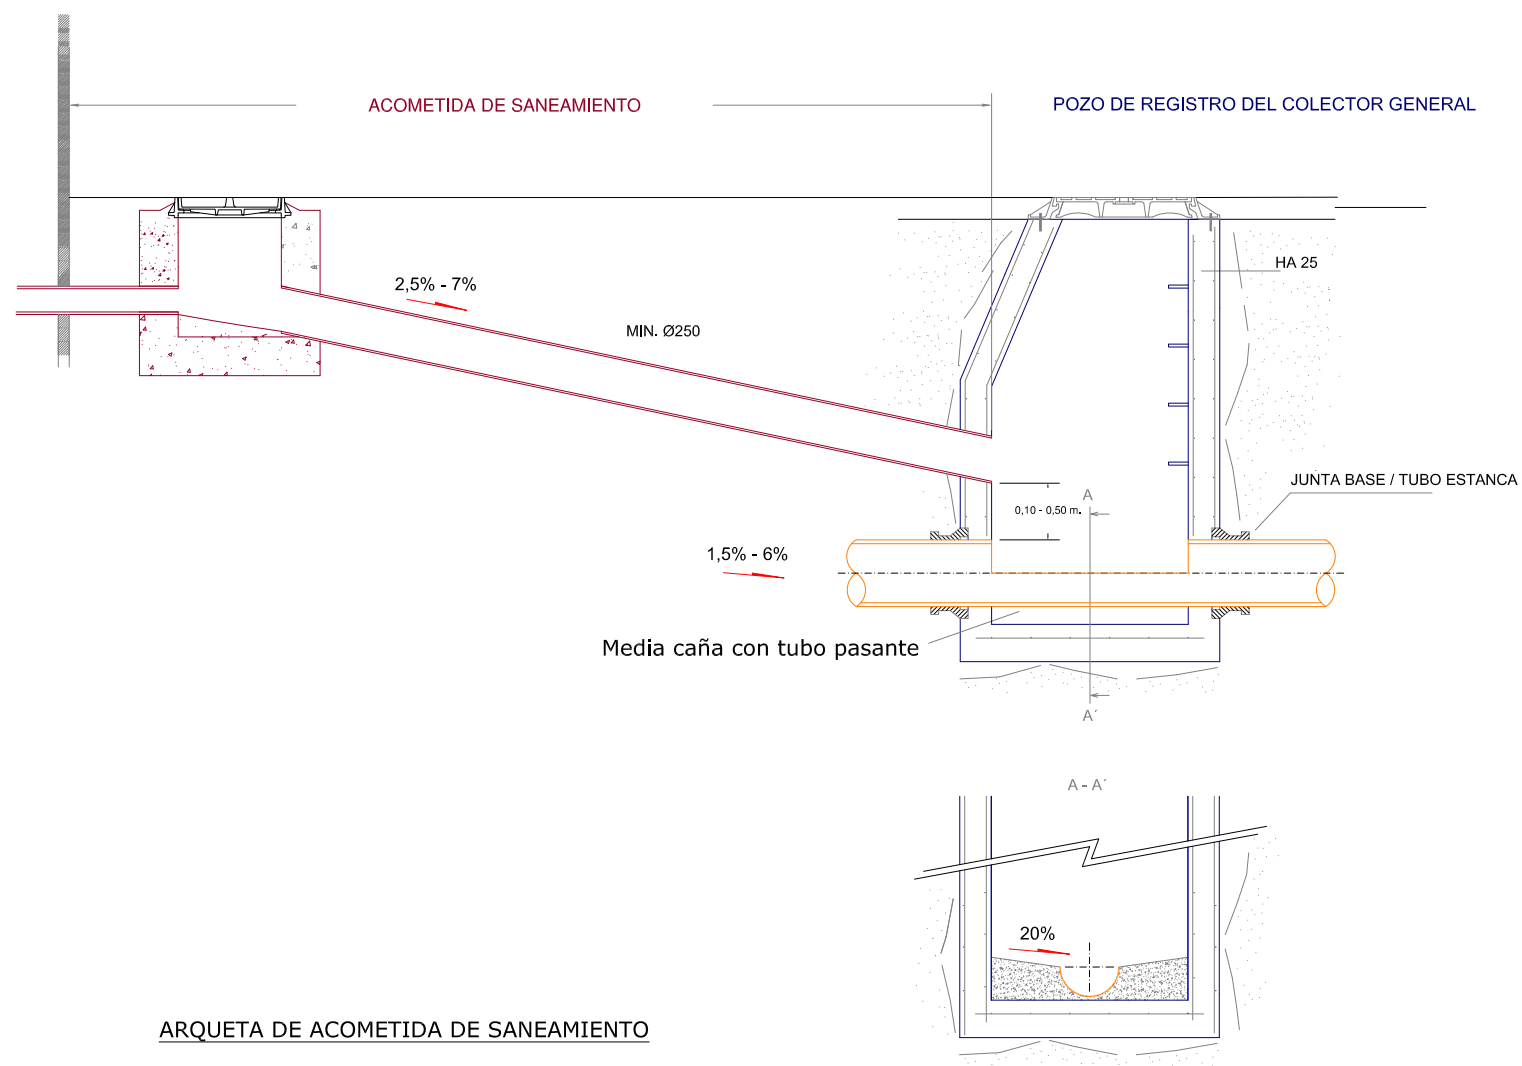 ACOMETIDA DE SANEAMIENTO
POZO DE REGISTRO DEL COLECTOR GENERAL
2,5% - 7%
MIN. Ø250
HA 25
JUNTA BASE / TUBO ESTANCA
A
0,10 - 0,50 m.
1,5% - 6%
Media caña con tubo pasante
A´
A - A´
20%
ARQUETA DE ACOMETIDA DE SANEAMIENTO